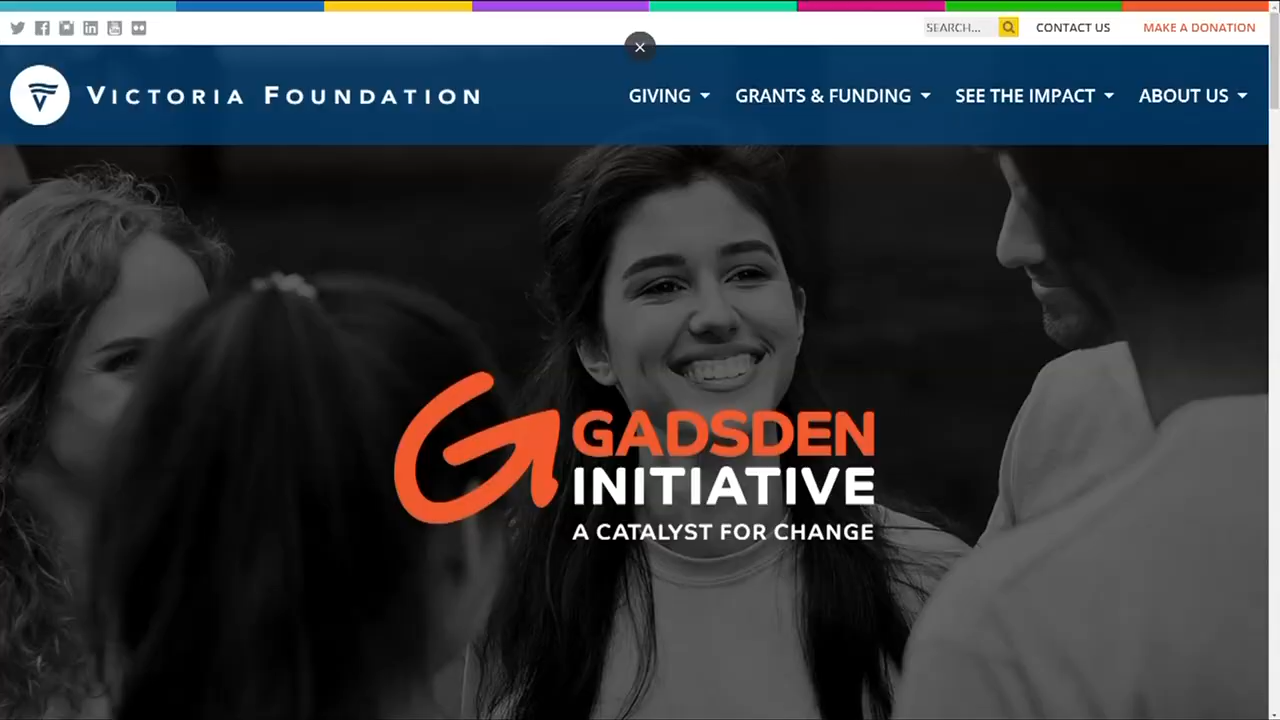 SEARCH...
CONTACT US
MAKE A DONATION
VICTORIA FOUNDATION
GIVING
GRANTS & FUNDING
SEE THE IMPACT
ABOUT US
GADSDEN
INITIATIVE
A CATALYST FOR CHANGE